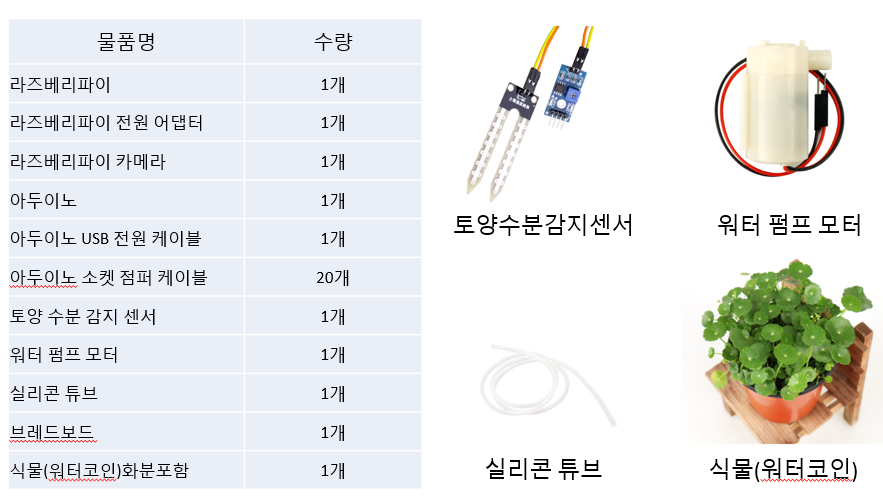 물품명 수량
라즈베리파이 1개
라즈베리파이 전원 어댑터 1개
라즈베리파이 카메라 1개
아두이노 1개
아두이노 USB 전원 케이블 1개
아두이노 소켓 점퍼 케이블 20개
토양 수분 감지 센서 1개
워터 펌프 모터 1개
실리콘 튜브 1개
브레드보드 1개
식물(워터코인)화분포함 1개
토양수분감지센서
워터 펌프 모터
실리콘 튜브
식물(워터코인)